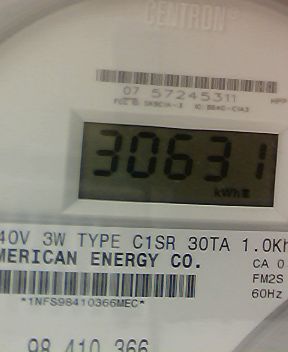 CENTRON®
07 57245311
30631
kWh
40V 3W TYPE C1SR 30TA 1.0Kh
MERICAN ENERGY CO.
CA 0
FM2S
60Hz
*1NFS98410366MEC*
98 410 366